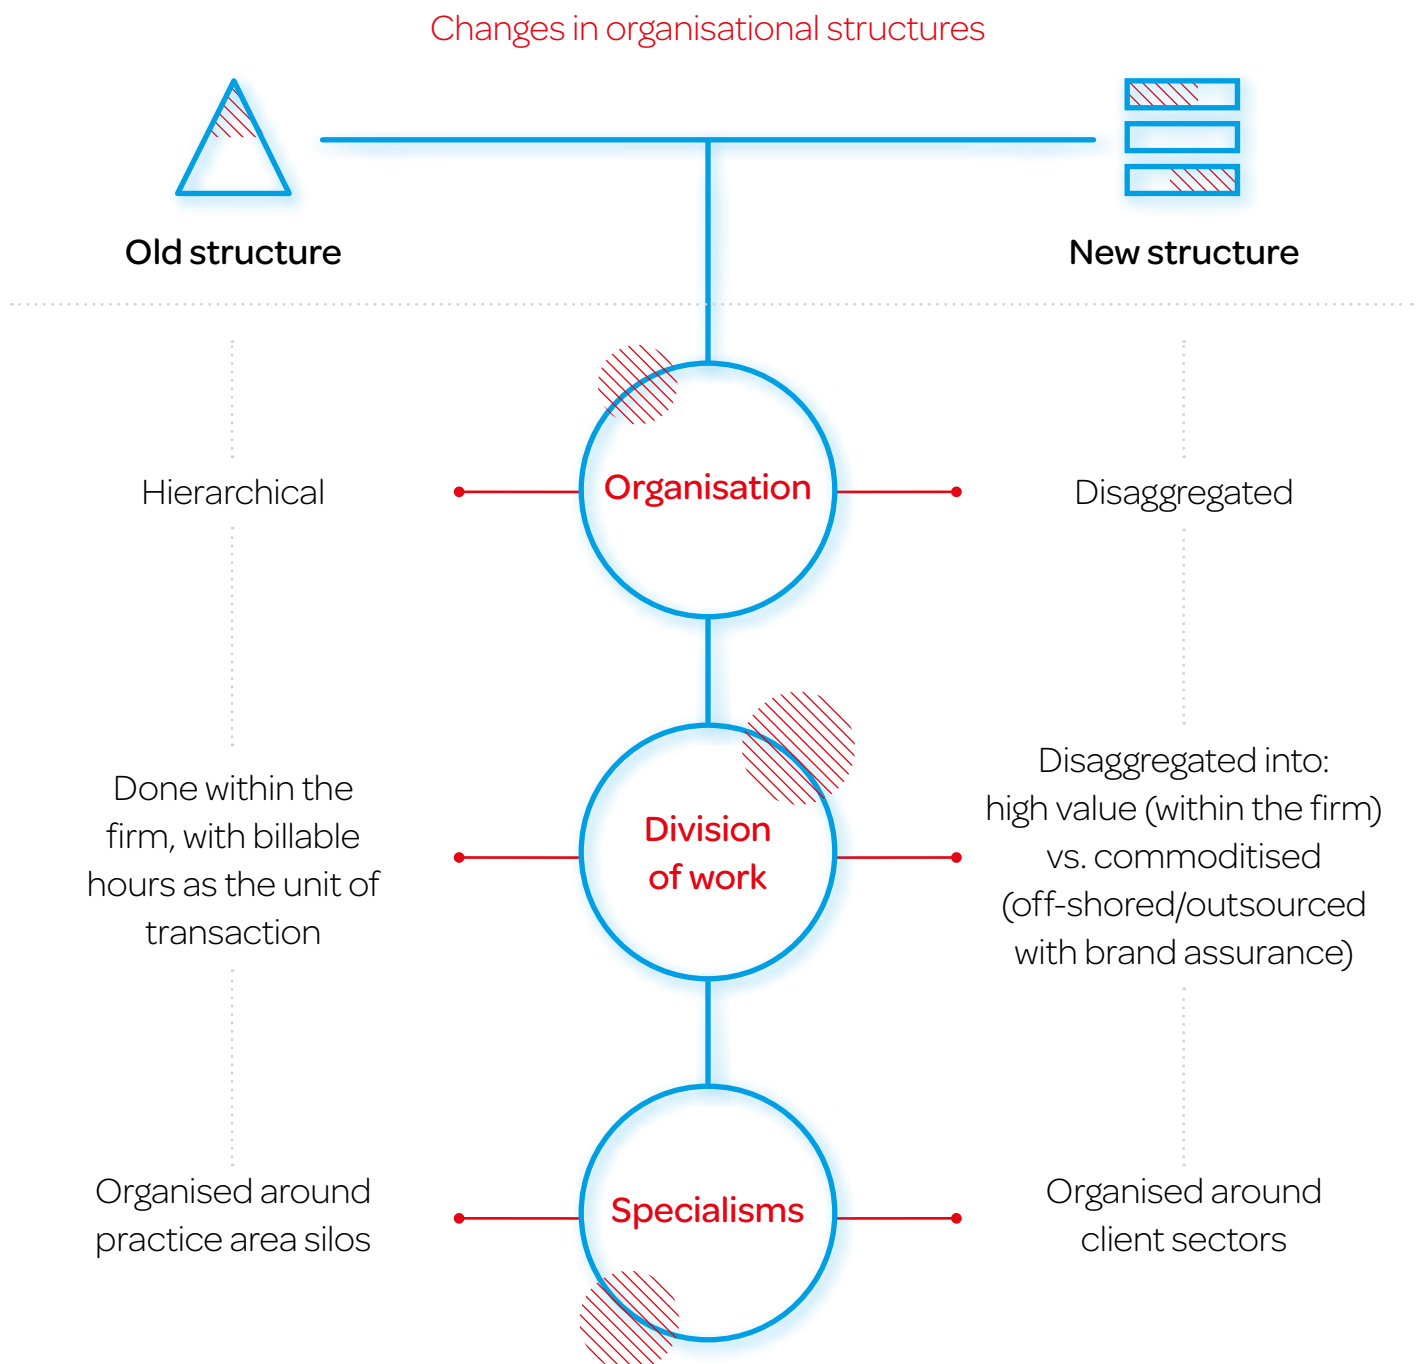 Changes in organisational structures
Old structure
New structure
Hierarchical
Organisation
Disaggregated
Done within the
firm, with billable
hours as the unit of
transaction
Division
of work
Disaggregated into:
high value (within the firm)
vs. commoditised
(off-shored/outsourced
with brand assurance)
Organised around
practice area silos
Specialisms
Organised around
client sectors